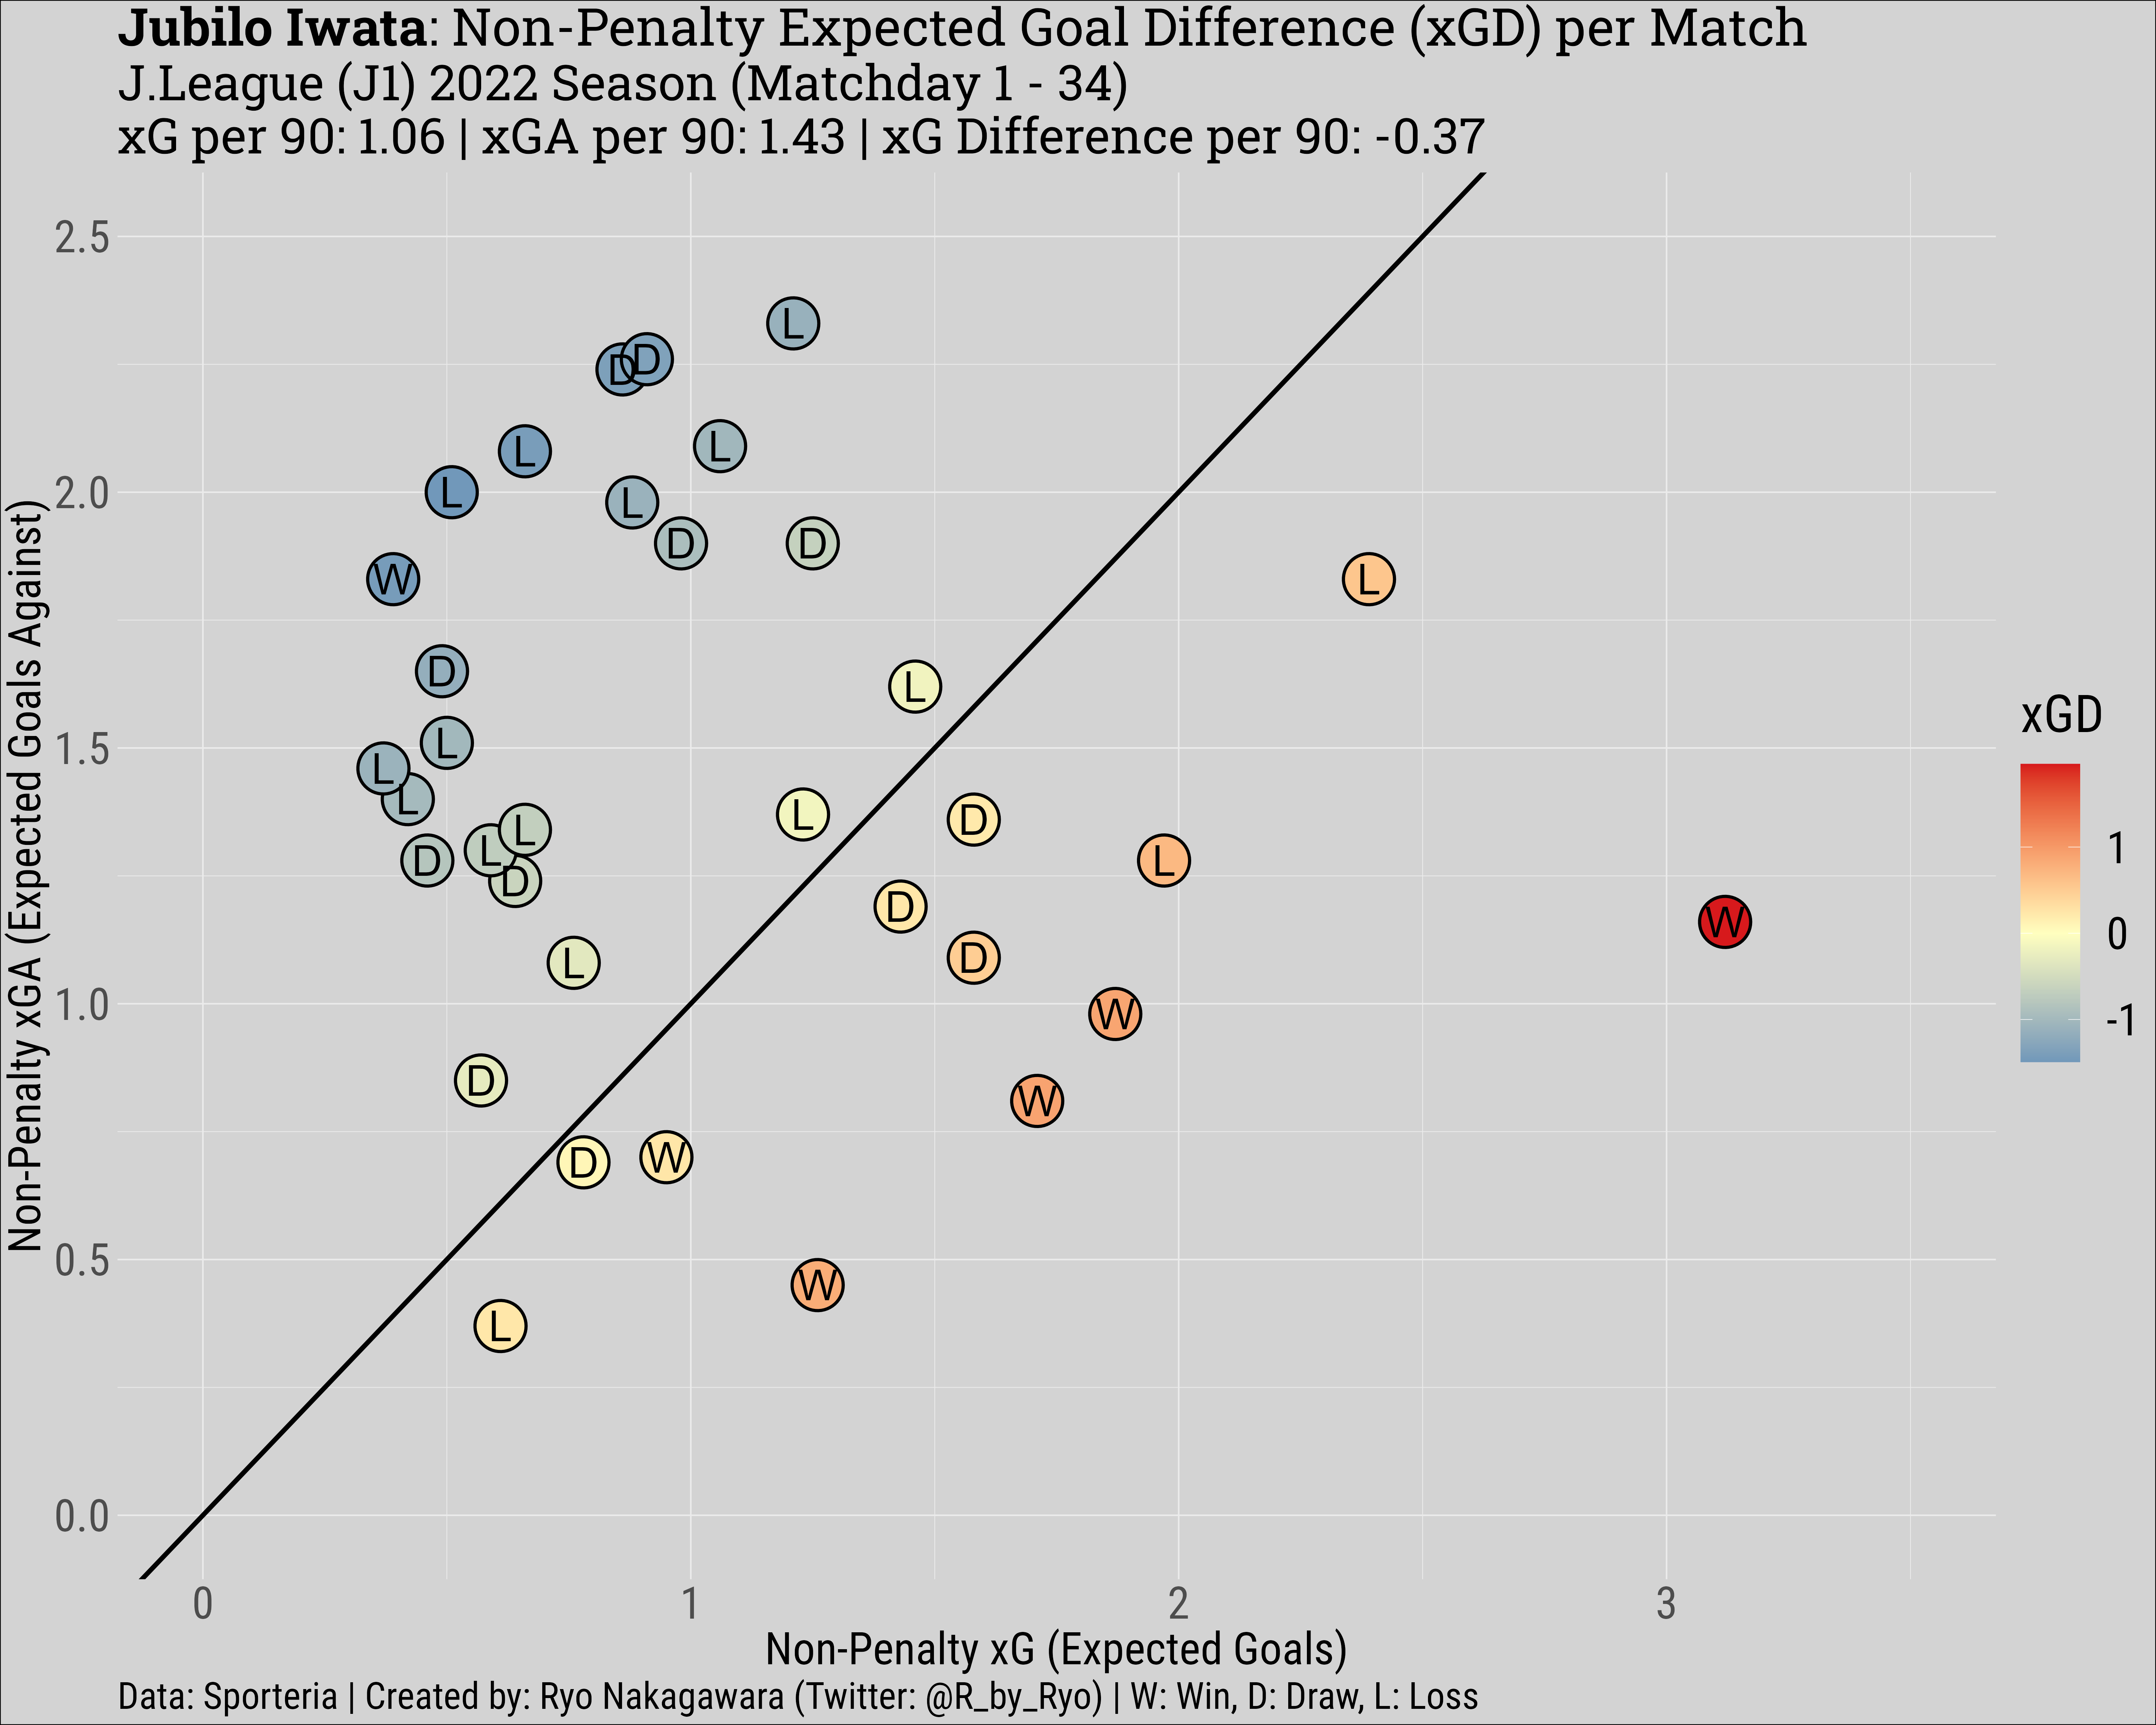 Jubilo Iwata: Non-Penalty Expected Goal Difference (xGD) per Match
J.League (J1) 2022 Season (Matchday 1 - 34)
xG per 90: 1.06 | xGA per 90: 1.43 | xG Difference per 90: -0.37
Non-Penalty xGA (Expected Goals Against)
2.5
2.0
1.5
1.0
0.5
0.0
L
D D
L
L
L
L
D D
W
L
D
L
L
L
L
D
L
L
D
L
D
L
D
L
D
D
W
W
L
W
D
D W
W
L
xGD
1
0
-1
0 1 2 3
Non-Penalty xG (Expected Goals)
Data: Sporteria | Created by: Ryo Nakagawara (Twitter: @R_by_Ryo) | W: Win, D: Draw, L: Loss